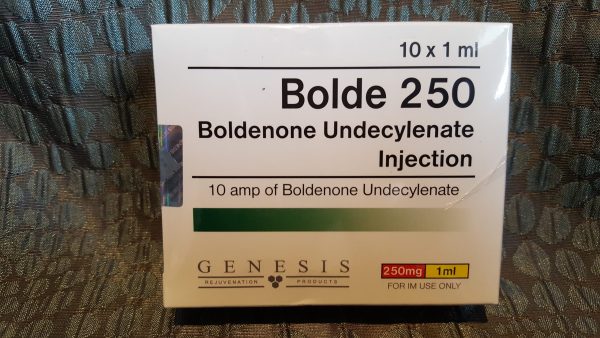 10 x 1 ml
Bolde 250
Boldenone Undecylenate
Injection
10 amp of Boldenone Undecylenate
GENESIS
REJUVENATION PRODUCTS
250mg 1ml
FOR IM USE ONLY